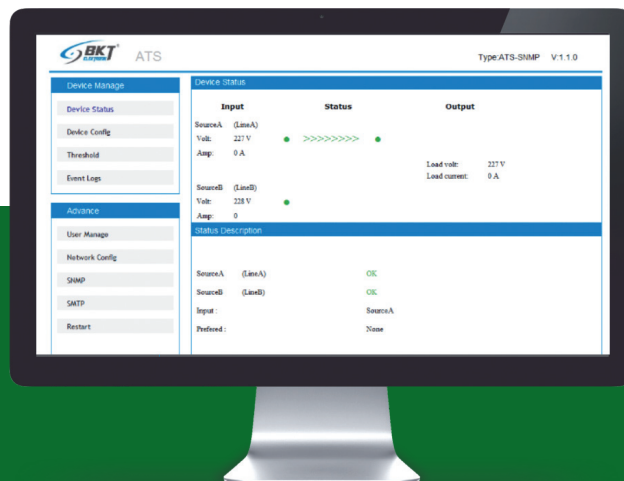 BKT
ELEKTRONIK
ATS
Type:ATS-SNMP V:1.1.0
Device Manage
Device Status
Device Config
Threshold
Event Logs
Advance
User Manage
Network Config
SNMP
SMTP
Restart
Device Status
Input Status Output
SourceA (LineA)
Volt: 227 V >>>>>>>>
Amp: 0 A
Load volt: 227 V
Load current: 0 A
SourceB (LineB)
Volt: 228 V
Amp: 0
Status Description
SourceA (LineA) OK
SourceB (LineB) OK
Input : SourceA
Prefered : None